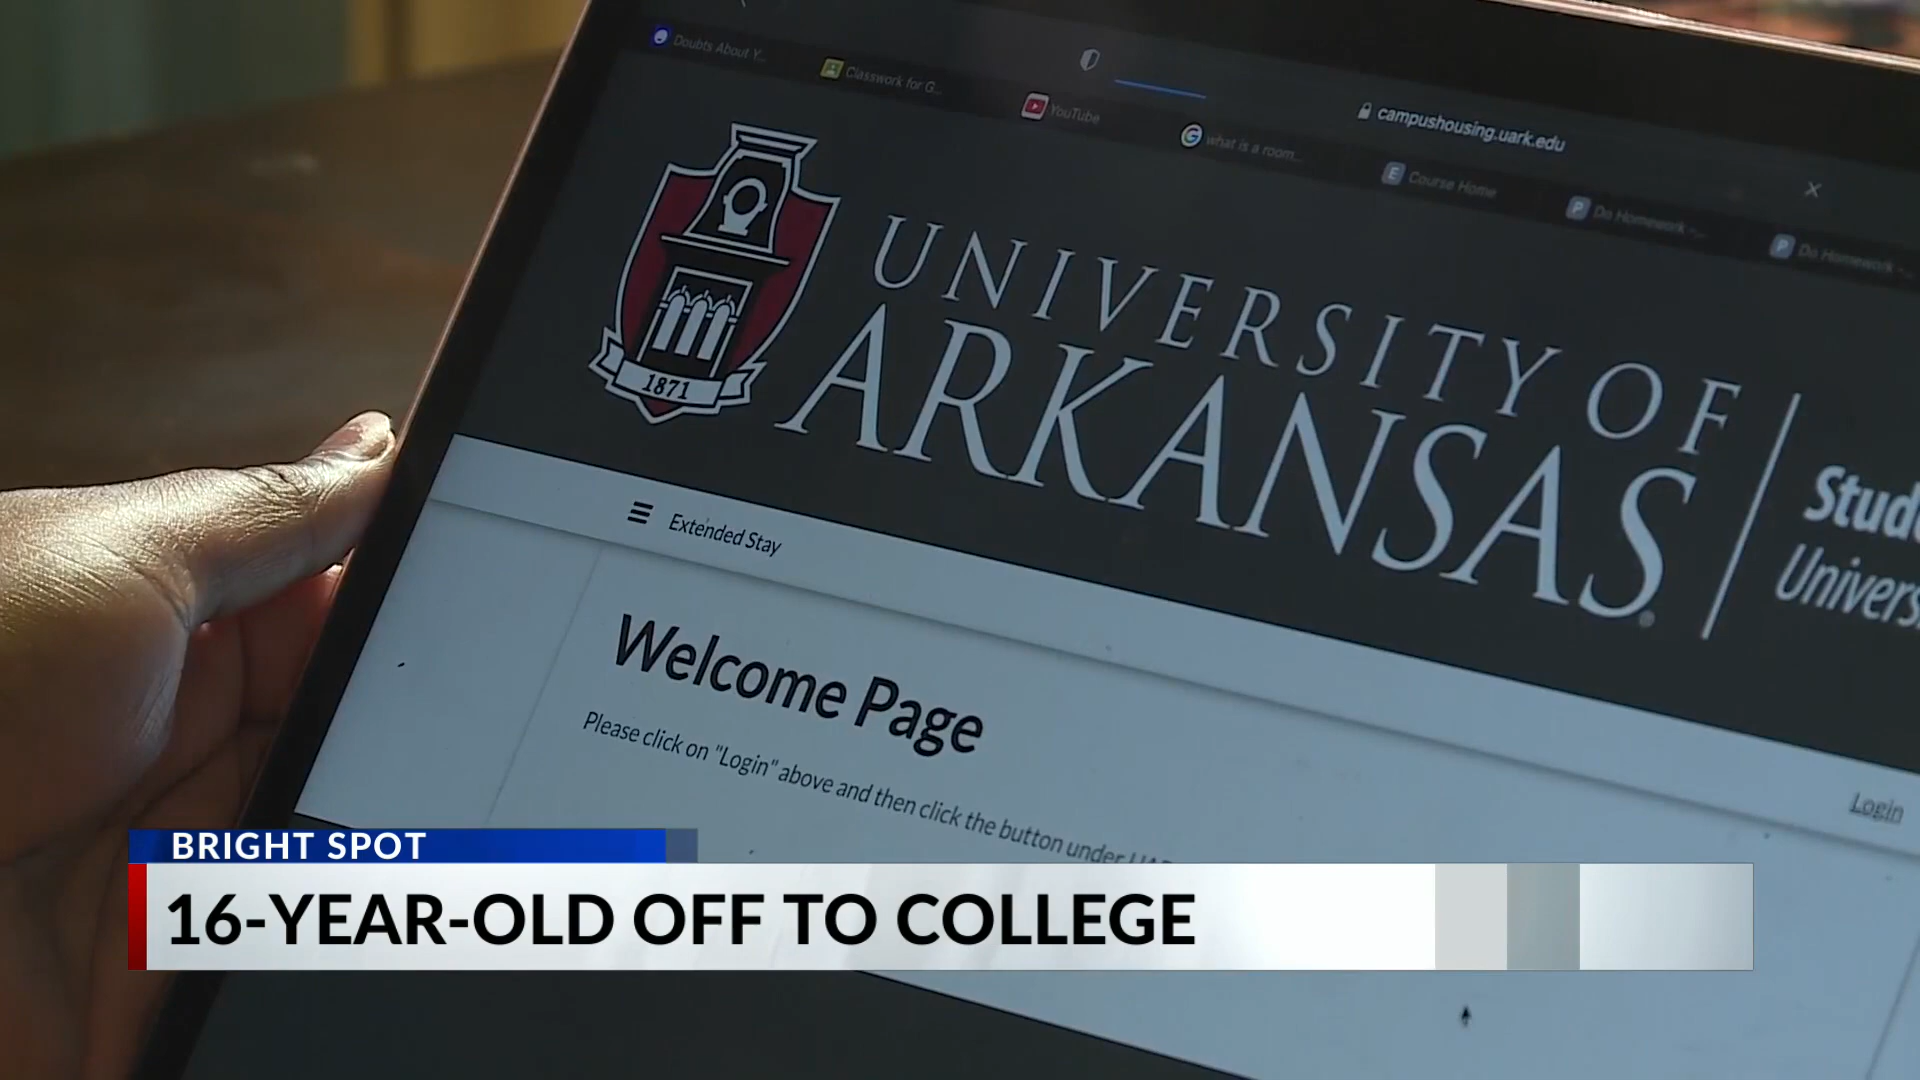 Doubts About Y...
Classwork for G...
YouTube
what is a room...
Course Home
Do Homework -...
Do Homework -...
campushousing.uark.edu
1871
UNIVERSITY OF
ARKANSAS®
Extended Stay
Login
Welcome Page
Please click on "Login" above and then click the button under
BRIGHT SPOT
16-YEAR-OLD OFF TO COLLEGE